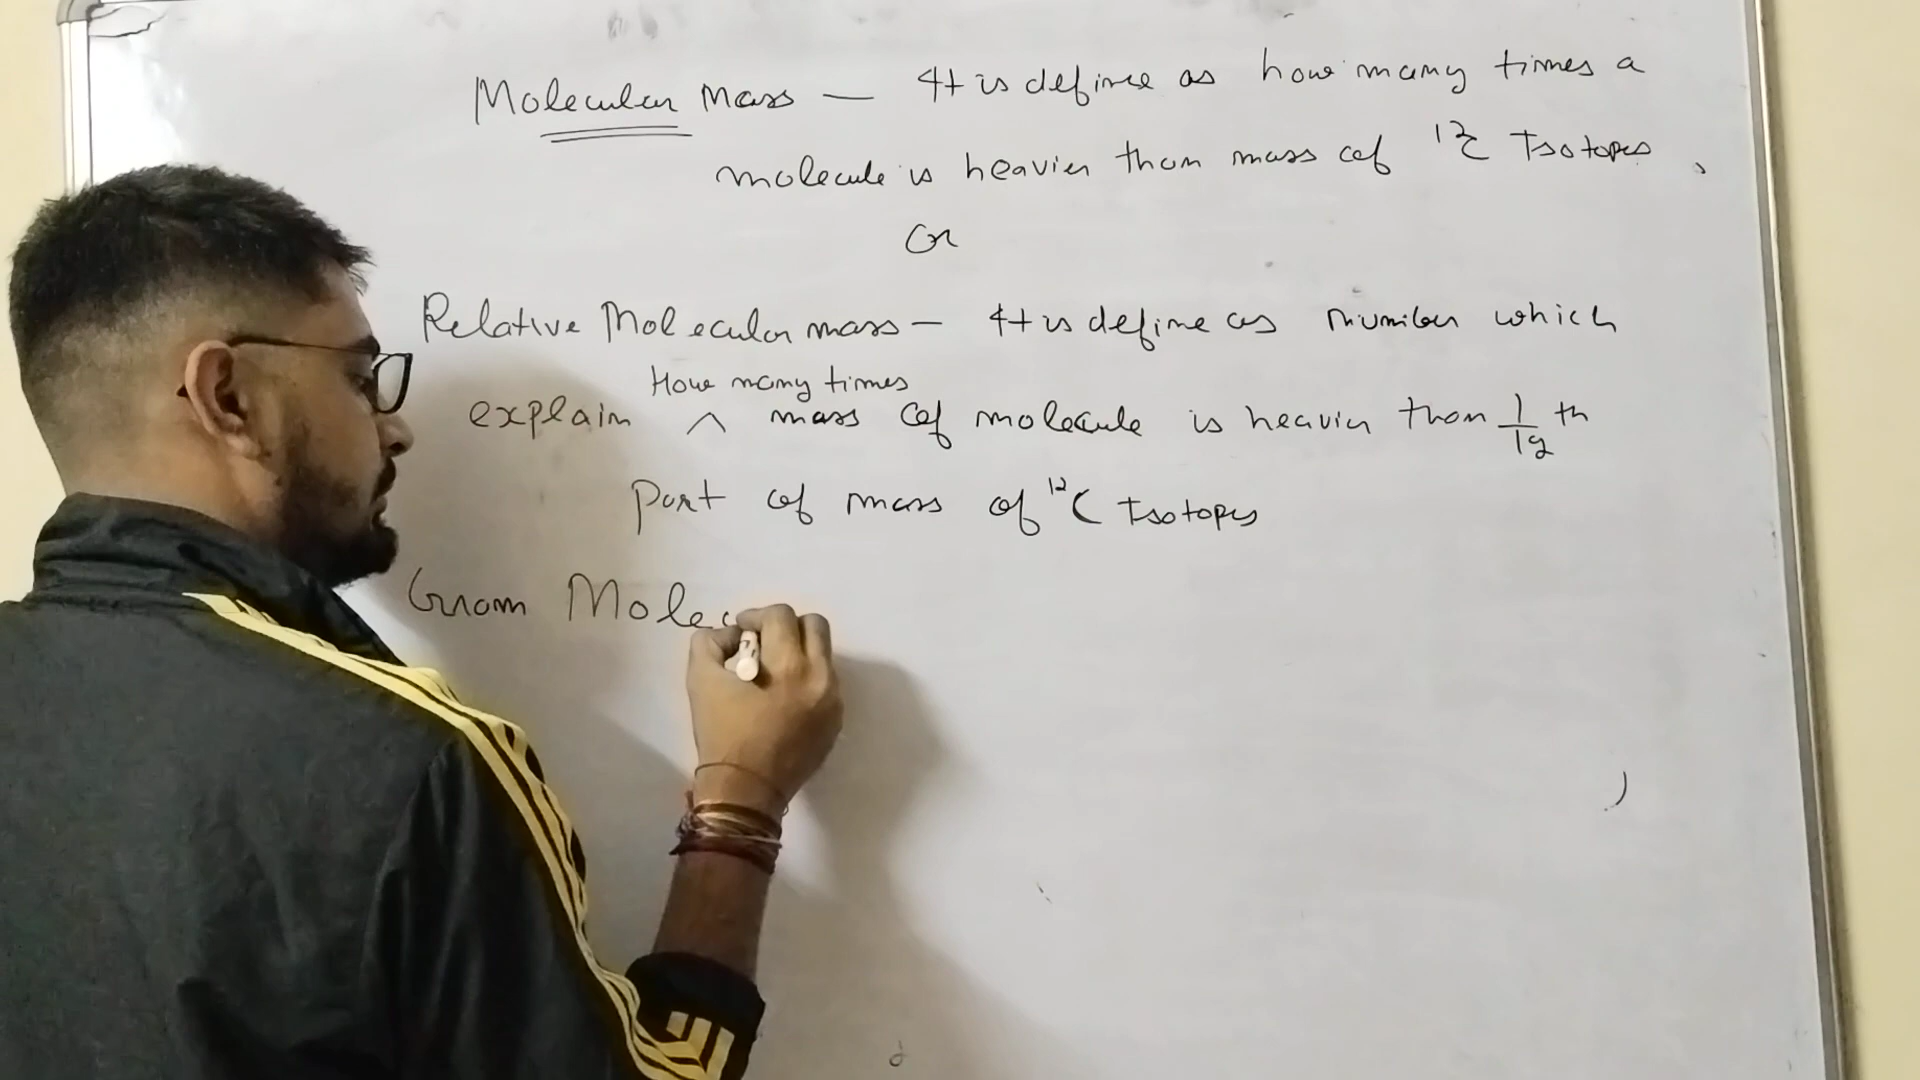 Molecular Mass — It is define as how many times a
molecule is heavier than mass of 12C Isotopes .
Or
Relative Molecular mass — It is define as number which
How many times
explain ^ mass of molecule is heavier than 1/12 th
Part of mass of 12C Isotopes
Gram Molec